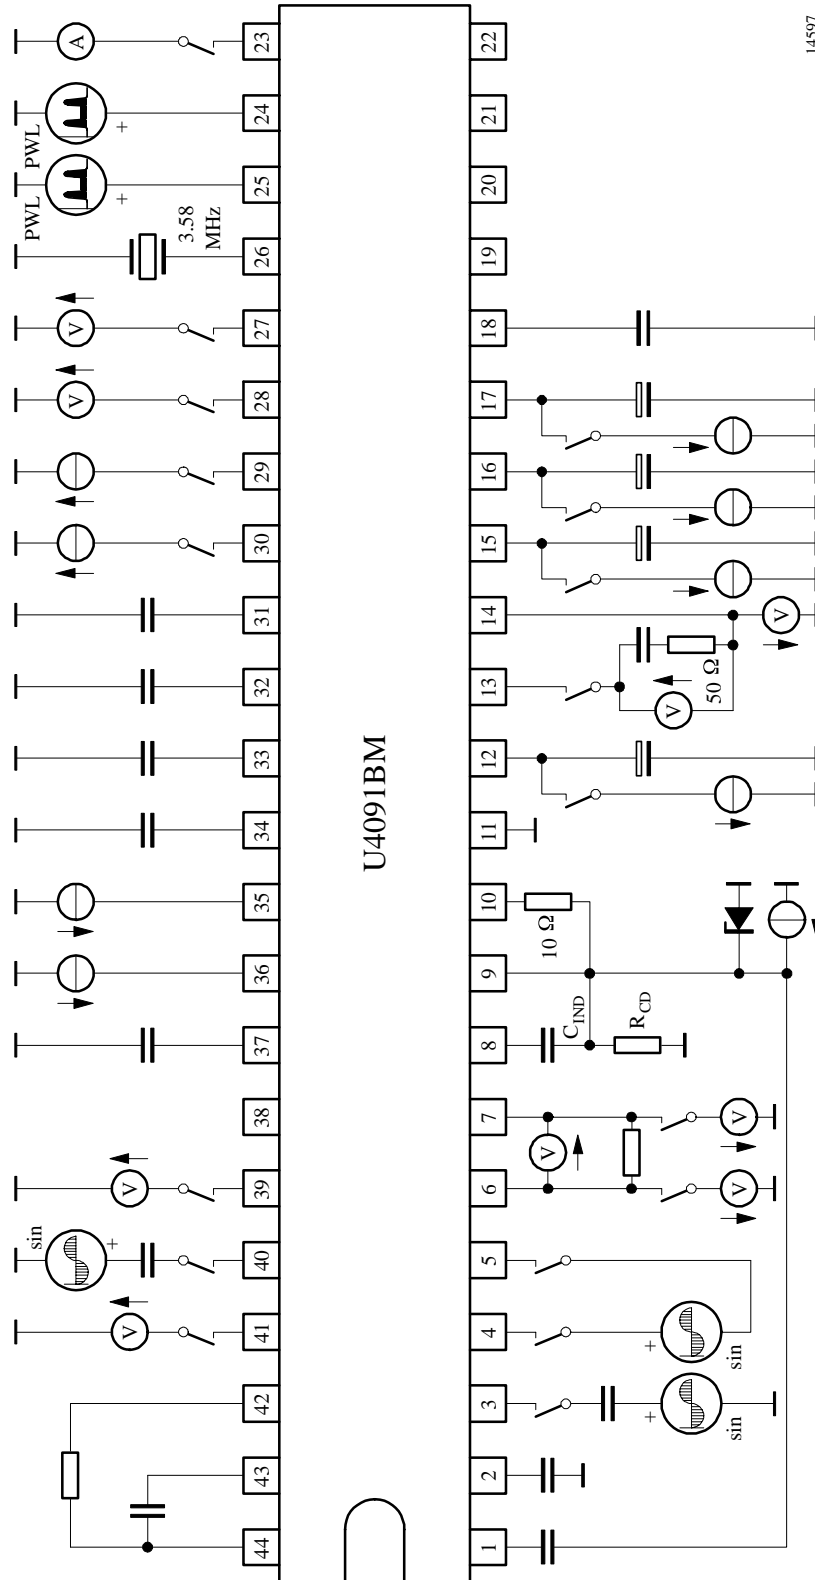 14597
23
A
22
24
PWL
+
21
25
PWL
+
20
26
3.58
MHz
19
27
V
18
28
V
17
29
16
30
15
31
14
V
32
13
50 Ω
V
33
12
34
11
U4091BM
35
10
10 Ω
36
9
37
8
C_IND
R_CD
38
7
V
V
39
V
6
V
40
sin
+
5
41
V
4
+
sin
42
3
+
sin
43
2
44
1